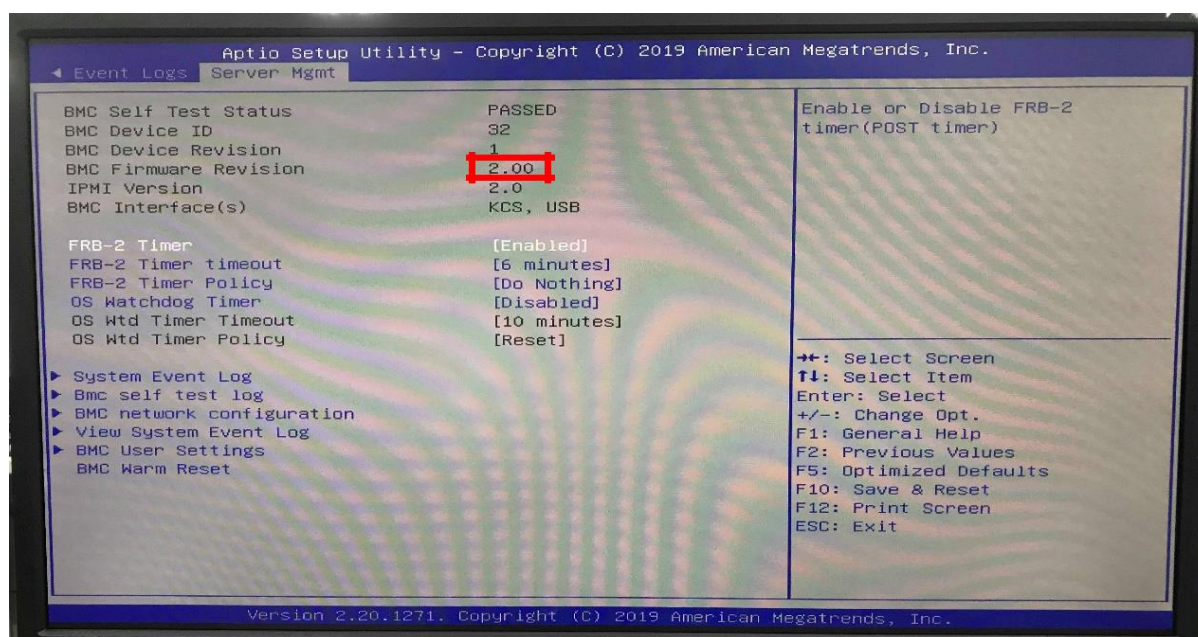 Aptio Setup Utility – Copyright (C) 2019 American Megatrends, Inc.
◄ Event Logs Server Mgmt
BMC Self Test Status PASSED
BMC Device ID 32
BMC Device Revision 1
BMC Firmware Revision 2.00
IPMI Version 2.0
BMC Interface(s) KCS, USB
FRB-2 Timer [Enabled]
FRB-2 Timer timeout [6 minutes]
FRB-2 Timer Policy [Do Nothing]
OS Watchdog Timer [Disabled]
OS Wtd Timer Timeout [10 minutes]
OS Wtd Timer Policy [Reset]
► System Event Log
► Bmc self test log
► BMC network configuration
► View System Event Log
► BMC User Settings
BMC Warm Reset
Enable or Disable FRB-2
timer(POST timer)
→←: Select Screen
↑↓: Select Item
Enter: Select
+/-: Change Opt.
F1: General Help
F2: Previous Values
F5: Optimized Defaults
F10: Save & Reset
F12: Print Screen
ESC: Exit
Version 2.20.1271. Copyright (C) 2019 American Megatrends, Inc.